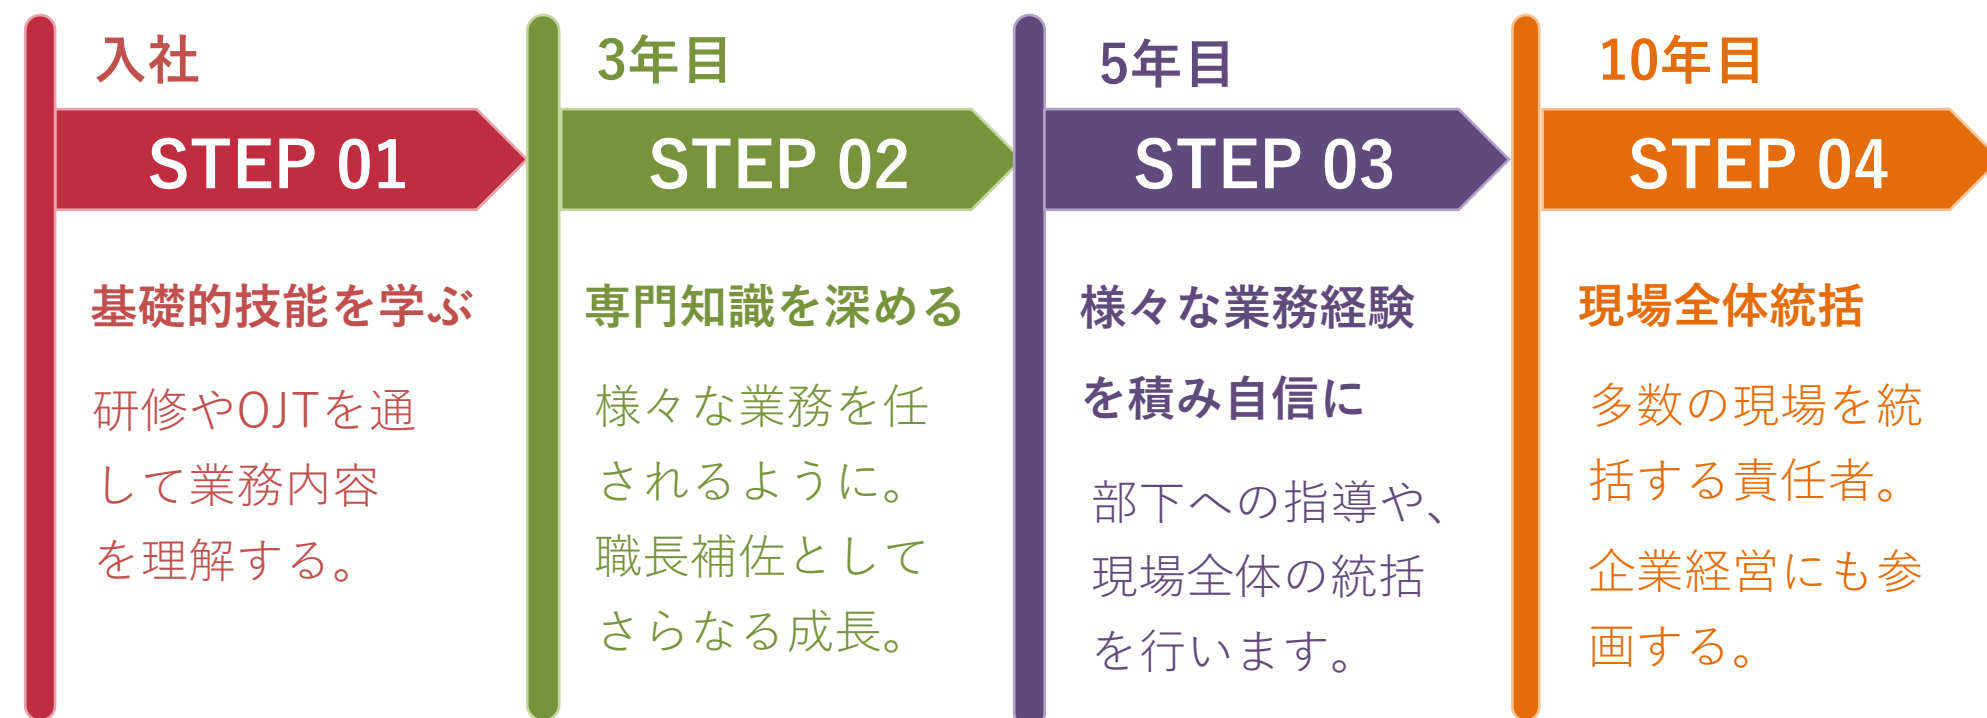 入社
STEP 01
基礎的技能を学ぶ
研修やOJTを通
して業務内容
を理解する。
3年目
STEP 02
専門知識を深める
様々な業務を任
されるように。
職長補佐として
さらなる成長。
5年目
STEP 03
様々な業務経験
を積み自信に
部下への指導や、
現場全体の統括
を行います。
10年目
STEP 04
現場全体統括
多数の現場を統
括する責任者。
企業経営にも参
画する。